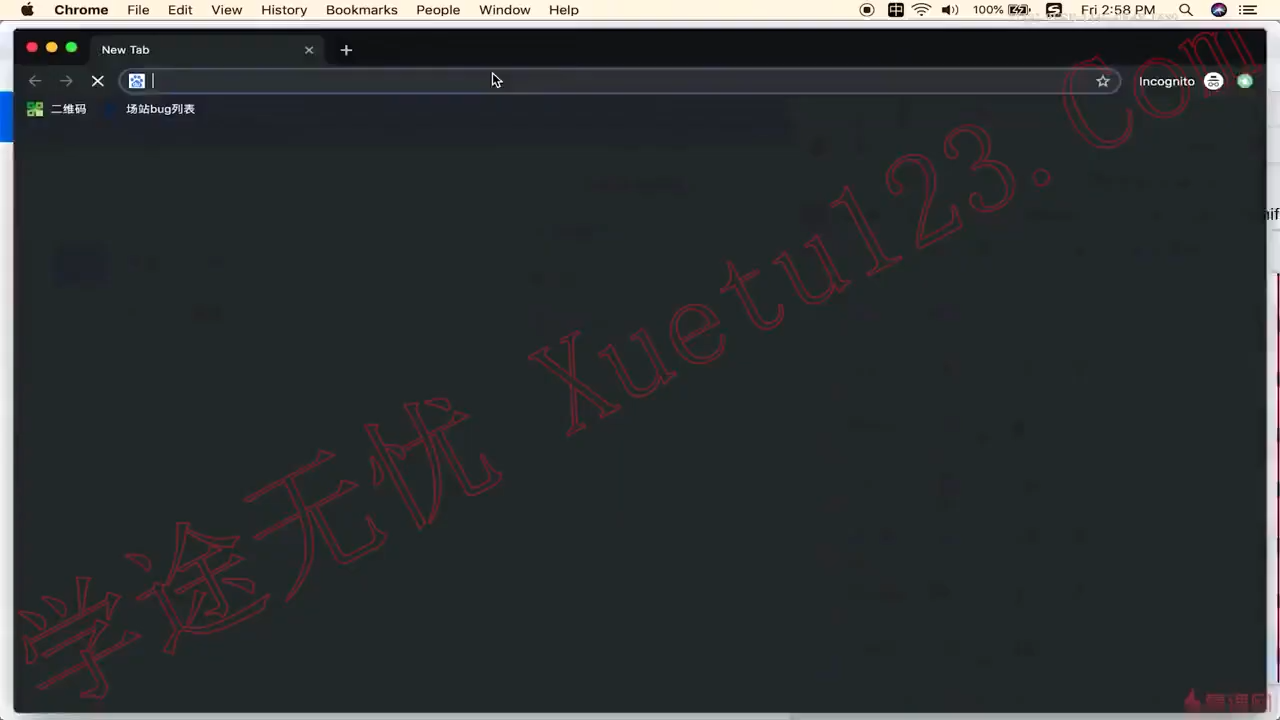 Chrome File Edit View History Bookmarks People Window Help 中 100% S Fri 2:58 PM
New Tab
Incognito
二维码 场站bug列表
学途无忧 Xuetu123.Com